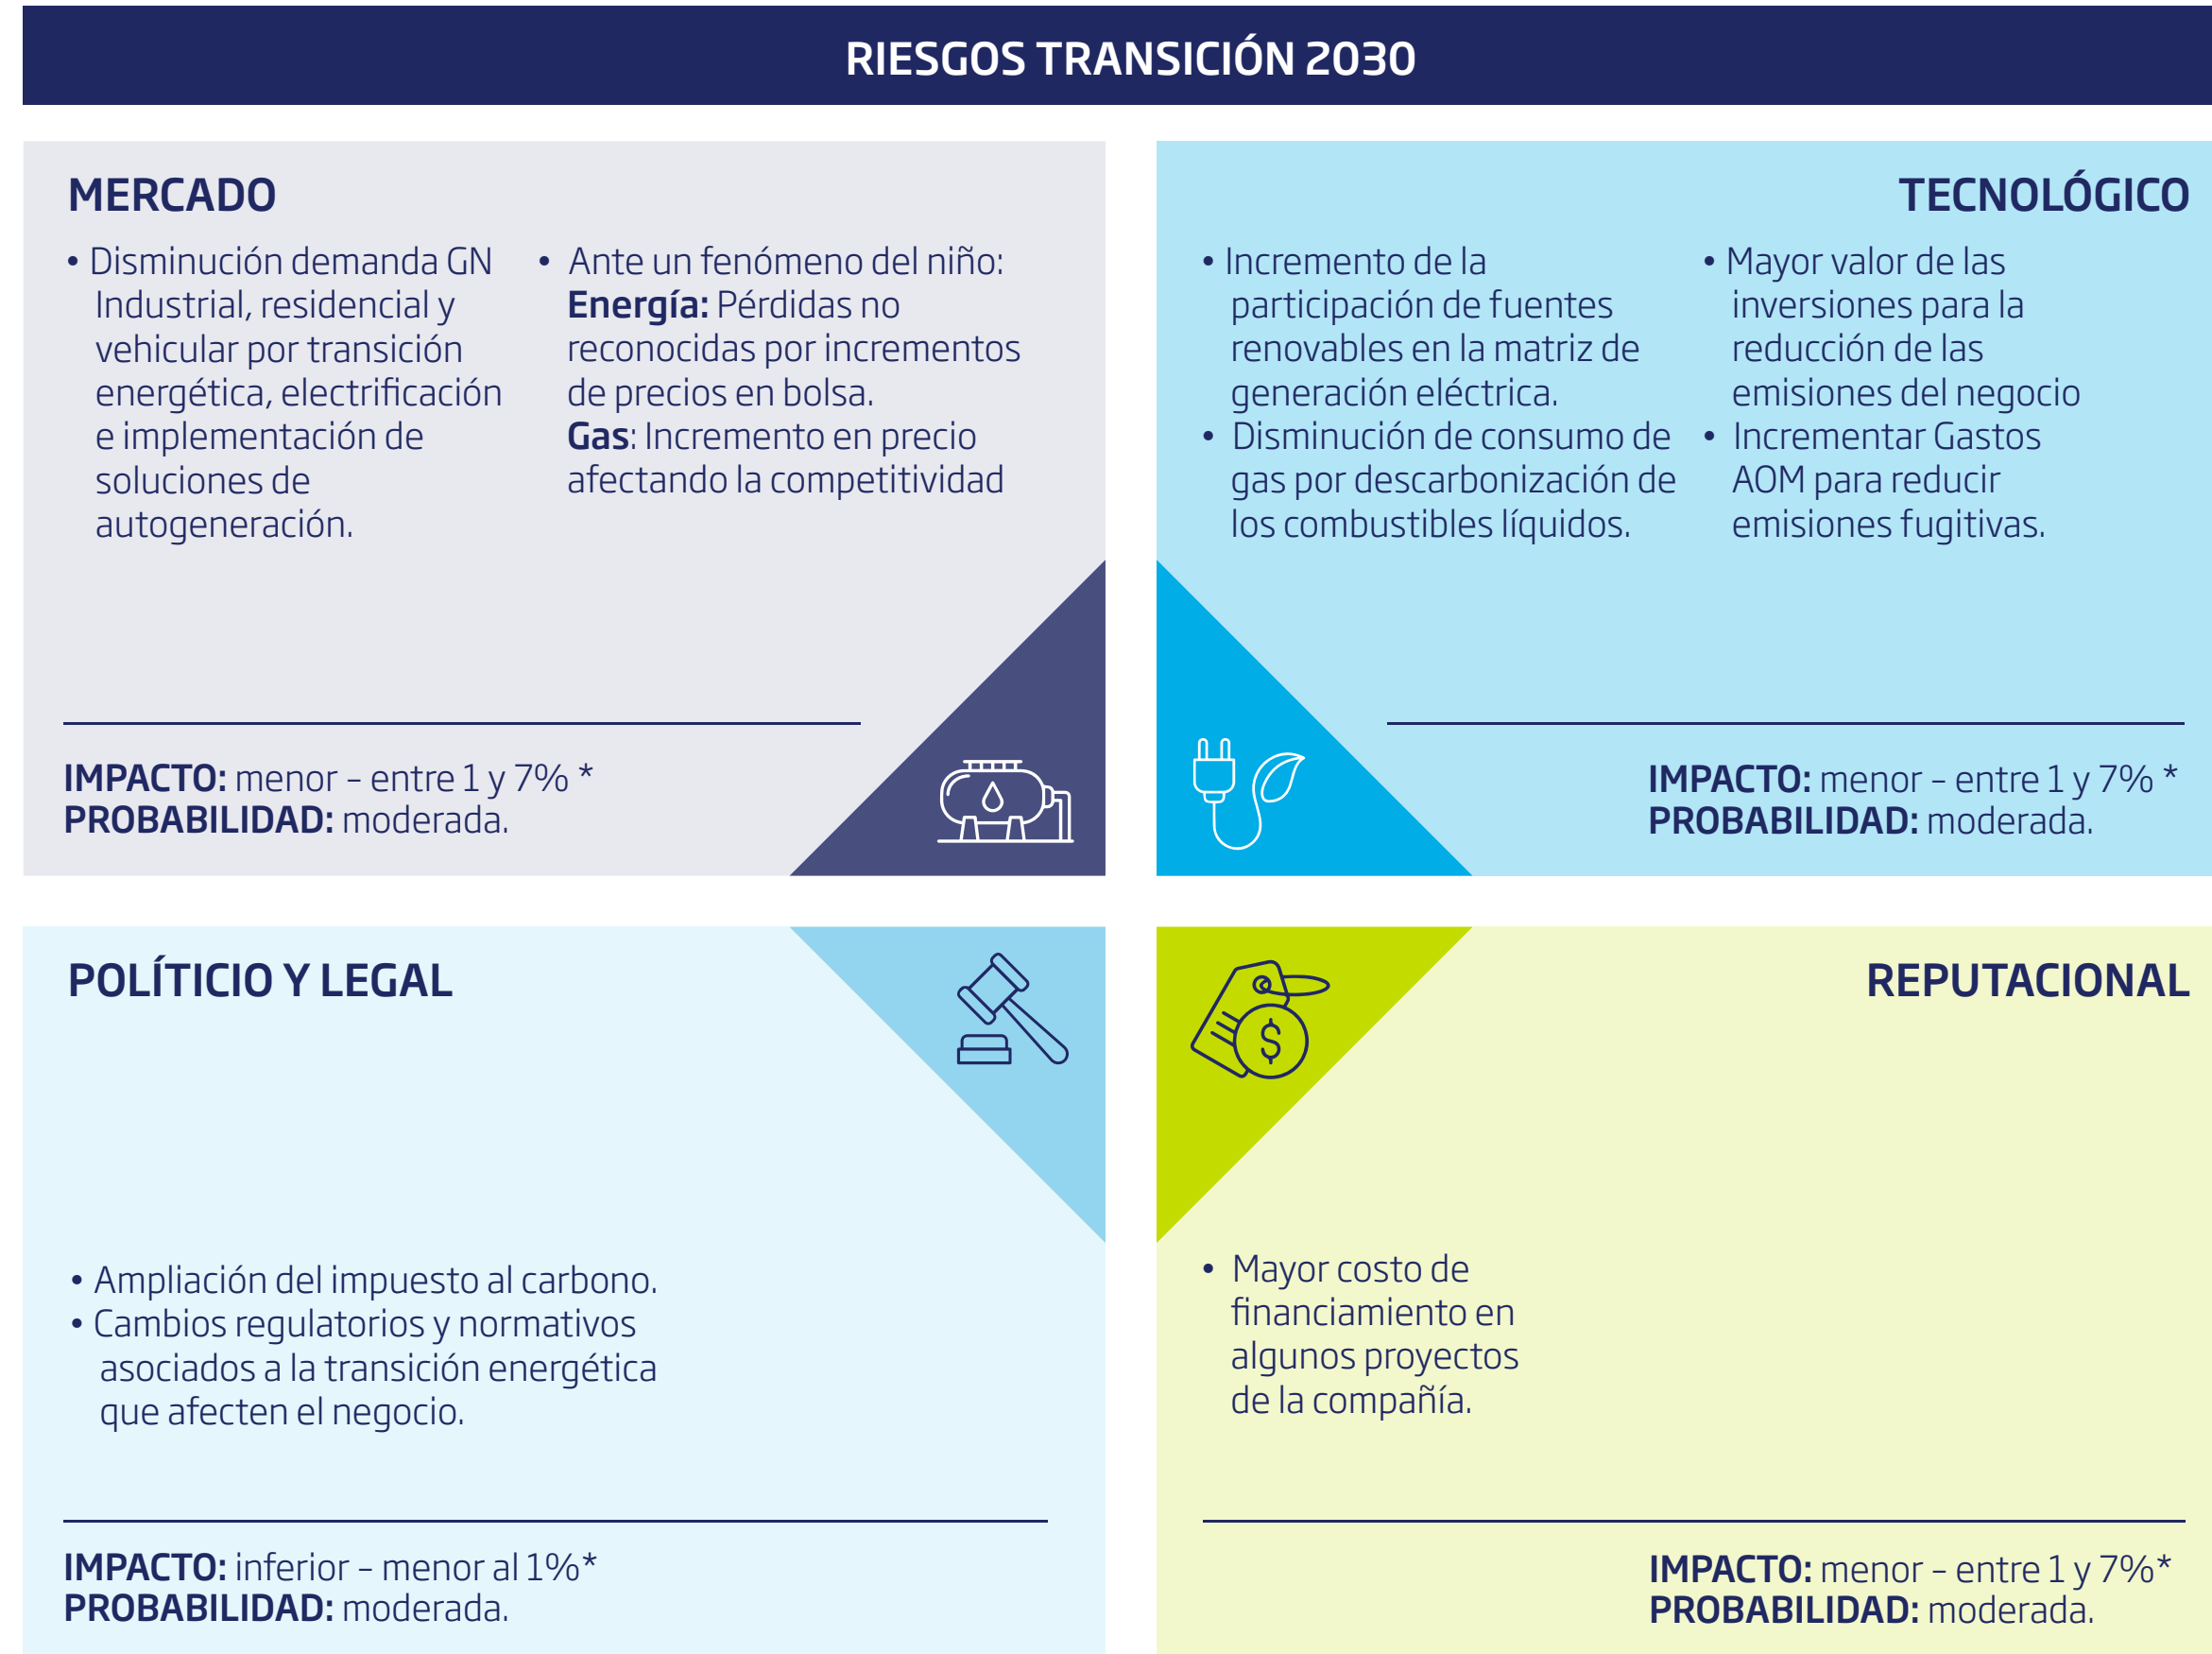 RIESGOS TRANSICIÓN 2030
MERCADO
• Disminución demanda GN
Industrial, residencial y
vehicular por transición
energética, electrificación
e implementación de
soluciones de
autogeneración.
• Ante un fenómeno del niño:
Energía: Pérdidas no
reconocidas por incrementos
de precios en bolsa.
Gas: Incremento en precio
afectando la competitividad
IMPACTO: menor – entre 1 y 7% *
PROBABILIDAD: moderada.
TECNOLÓGICO
• Incremento de la
participación de fuentes
renovables en la matriz de
generación eléctrica.
• Disminución de consumo de
gas por descarbonización de
los combustibles líquidos.
• Mayor valor de las
inversiones para la
reducción de las
emisiones del negocio
• Incrementar Gastos
AOM para reducir
emisiones fugitivas.
IMPACTO: menor – entre 1 y 7% *
PROBABILIDAD: moderada.
POLÍTICIO Y LEGAL
• Ampliación del impuesto al carbono.
• Cambios regulatorios y normativos
asociados a la transición energética
que afecten el negocio.
IMPACTO: inferior – menor al 1%*
PROBABILIDAD: moderada.
REPUTACIONAL
$
• Mayor costo de
financiamiento en
algunos proyectos
de la compañía.
IMPACTO: menor – entre 1 y 7%*
PROBABILIDAD: moderada.